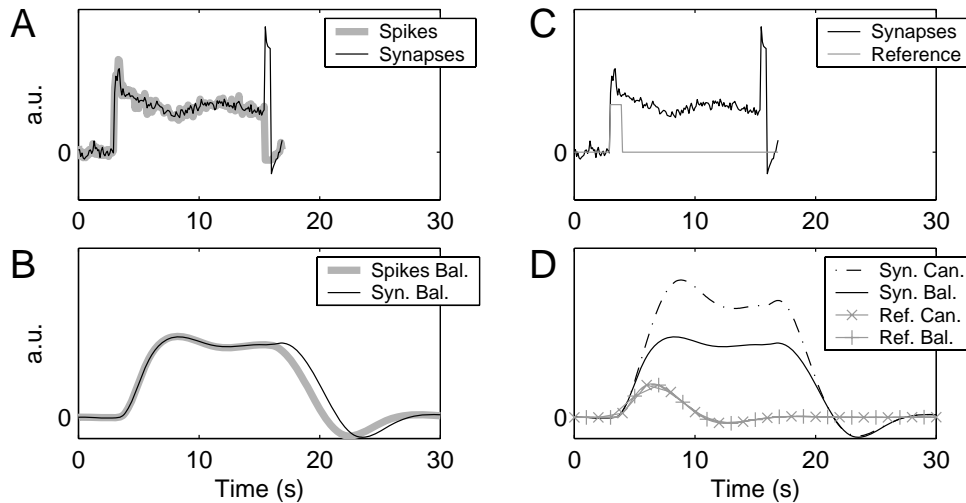 A
Spikes
Synapses
a.u.
0
0
10
20
30
C
Synapses
Reference
0
0
10
20
30
B
Spikes Bal.
Syn. Bal.
a.u.
0
0
10
20
30
Time (s)
D
Syn. Can.
Syn. Bal.
Ref. Can.
Ref. Bal.
0
0
10
20
30
Time (s)